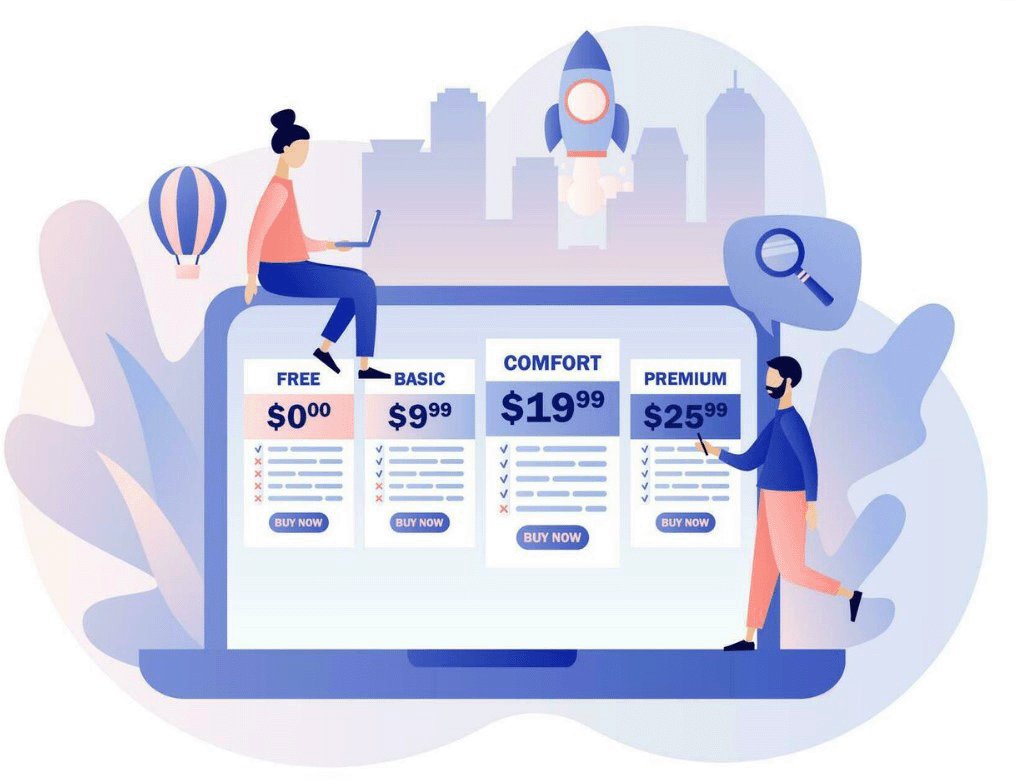 FREE
$0⁰⁰
BUY NOW
BASIC
$9⁹⁹
BUY NOW
COMFORT
$19⁹⁹
BUY NOW
PREMIUM
$25⁹⁹
BUY NOW